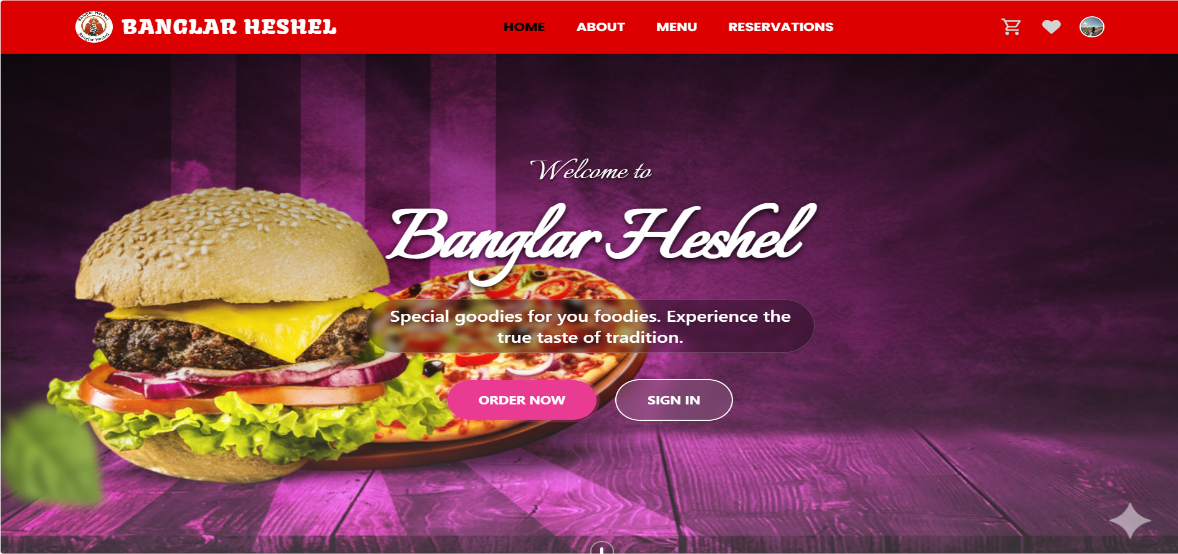 BANGLAR HESHEL
HOME ABOUT MENU RESERVATIONS
Welcome to
Banglar Heshel
Special goodies for you foodies. Experience the
true taste of tradition.
ORDER NOW SIGN IN